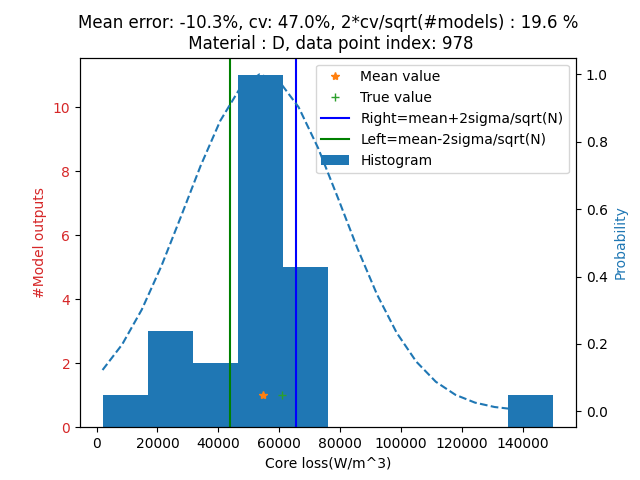 Mean error: -10.3%, cv: 47.0%, 2*cv/sqrt(#models) : 19.6 %
Material : D, data point index: 978
#Model outputs
10
8
6
4
2
0
Mean value
True value
Right=mean+2sigma/sqrt(N)
Left=mean-2sigma/sqrt(N)
Histogram
1.0
0.8
0.6
0.4
0.2
0.0
Probability
0 20000 40000 60000 80000 100000 120000 140000
Core loss(W/m^3)